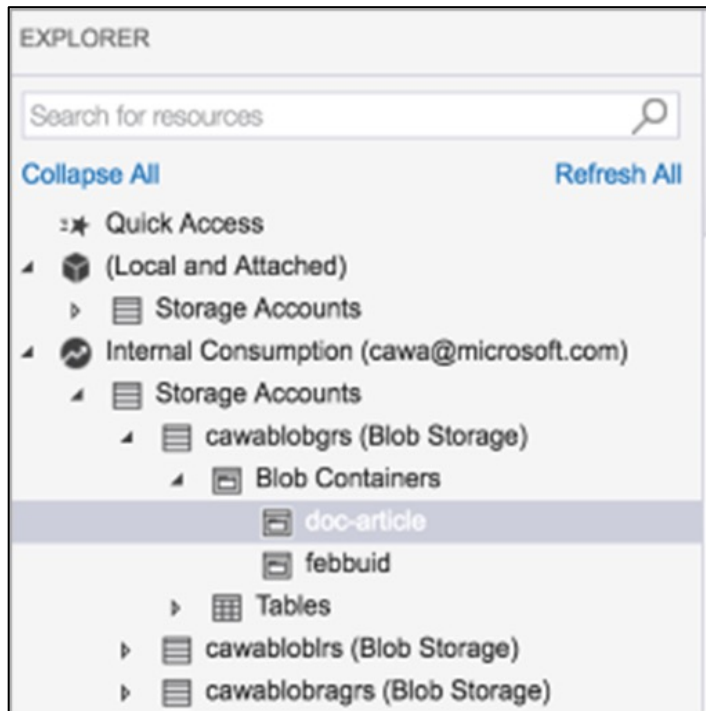 EXPLORER
Search for resources
Collapse All Refresh All
Quick Access
(Local and Attached)
Storage Accounts
Internal Consumption (cawa@microsoft.com)
Storage Accounts
cawablobgrs (Blob Storage)
Blob Containers
doc-article
febbuid
Tables
cawabloblrs (Blob Storage)
cawablobragrs (Blob Storage)